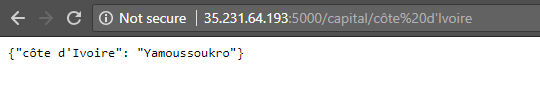 Not secure | 35.231.64.193:5000/capital/côte%20d'Ivoire
{"côte d'Ivoire": "Yamoussoukro"}